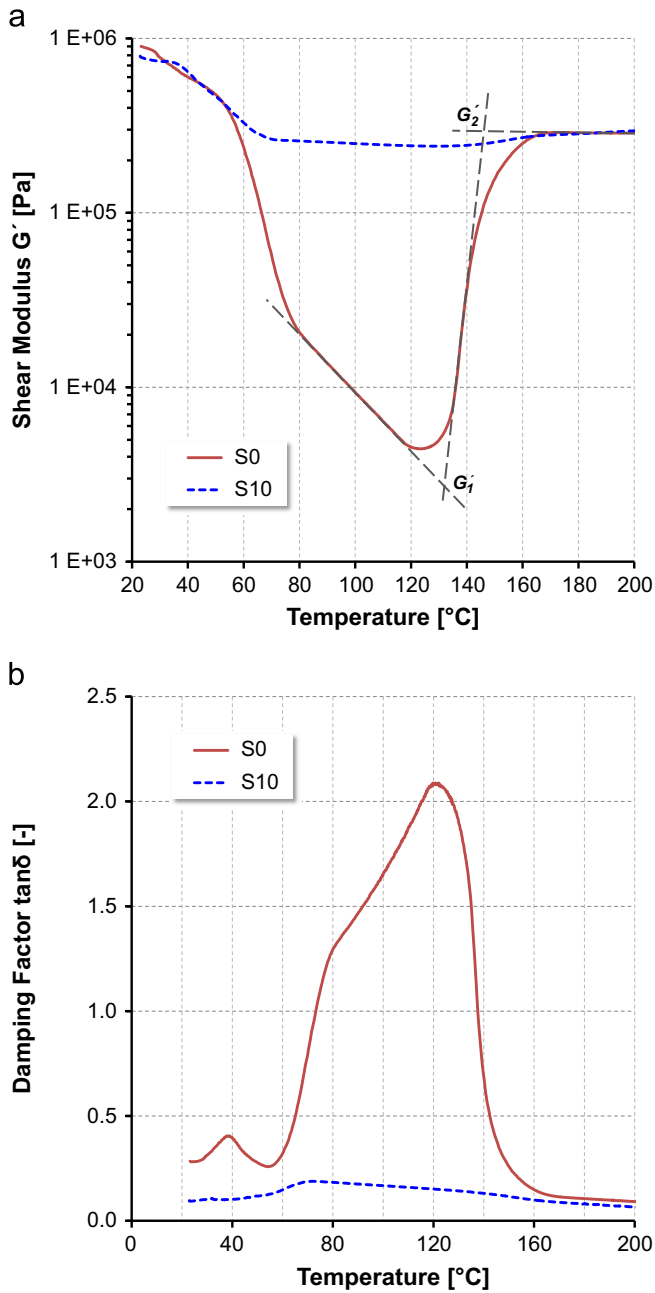 a
1 E+06
1 E+05
1 E+04
1 E+03
Shear Modulus G´ [Pa]
G´2
G´1
S0
S10
20 40 60 80 100 120 140 160 180 200
Temperature [°C]
b
2.5
2.0
1.5
1.0
0.5
0.0
Damping Factor tanδ [-]
S0
S10
0 40 80 120 160 200
Temperature [°C]